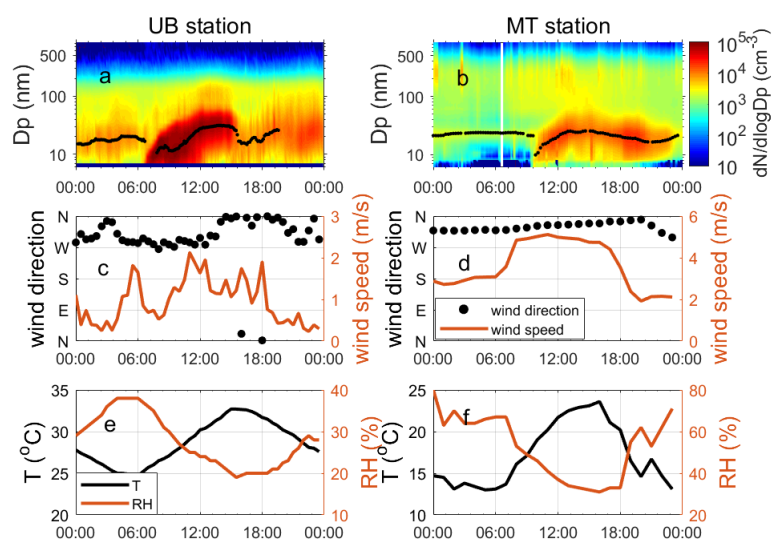 UB station
MT station
a
b
Dp (nm)
500
100
10
00:00 06:00 12:00 18:00 00:00
Dp (nm)
500
100
10
00:00 06:00 12:00 18:00 00:00
10^5
10^4
10^3
10^2
10
dN/dlogDp (cm^-3)
wind direction
N
W
S
E
N
c
3
2
1
0
wind speed (m/s)
00:00 06:00 12:00 18:00 00:00
wind direction
N
W
S
E
N
d
wind direction
wind speed
6
4
2
0
wind speed (m/s)
00:00 06:00 12:00 18:00 00:00
T (°C)
35
30
25
20
e
T
RH
40
30
20
10
RH (%)
00:00 06:00 12:00 18:00 00:00
T (°C)
25
20
15
10
f
80
60
40
20
0
RH (%)
00:00 06:00 12:00 18:00 00:00